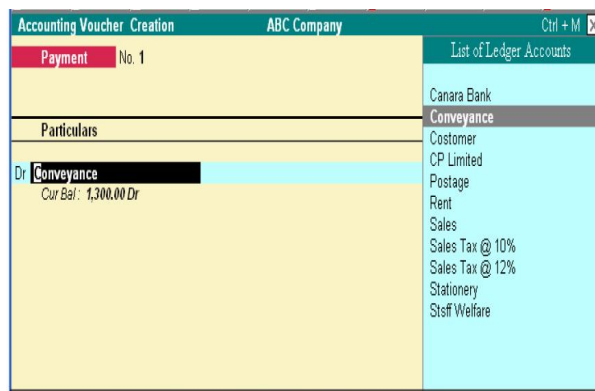 Accounting Voucher Creation ABC Company Ctrl + M X
Payment No. 1
Particulars
Dr Conveyance
Cur Bal : 1,300.00 Dr
List of Ledger Accounts
Canara Bank
Conveyance
Costomer
CP Limited
Postage
Rent
Sales
Sales Tax @ 10%
Sales Tax @ 12%
Stationery
Stsff Welfare